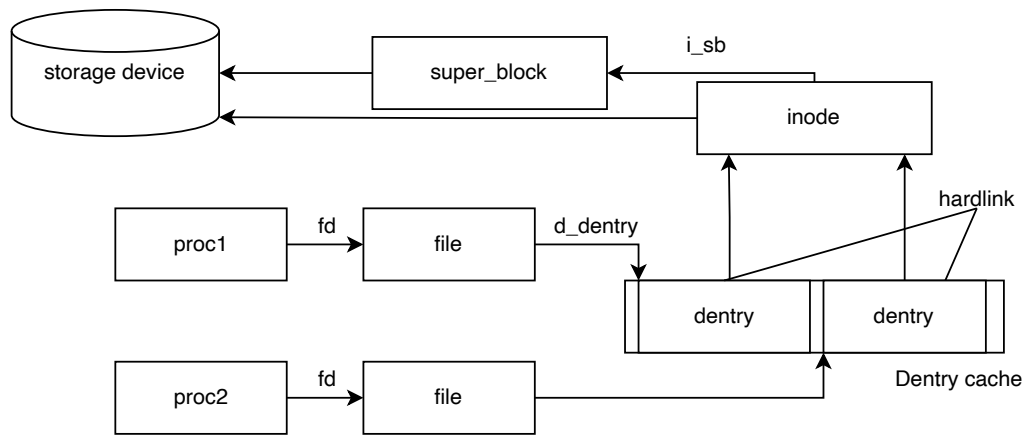 i_sb
storage device
super_block
inode
hardlink
proc1
fd
file
d_dentry
dentry
dentry
proc2
fd
file
Dentry cache